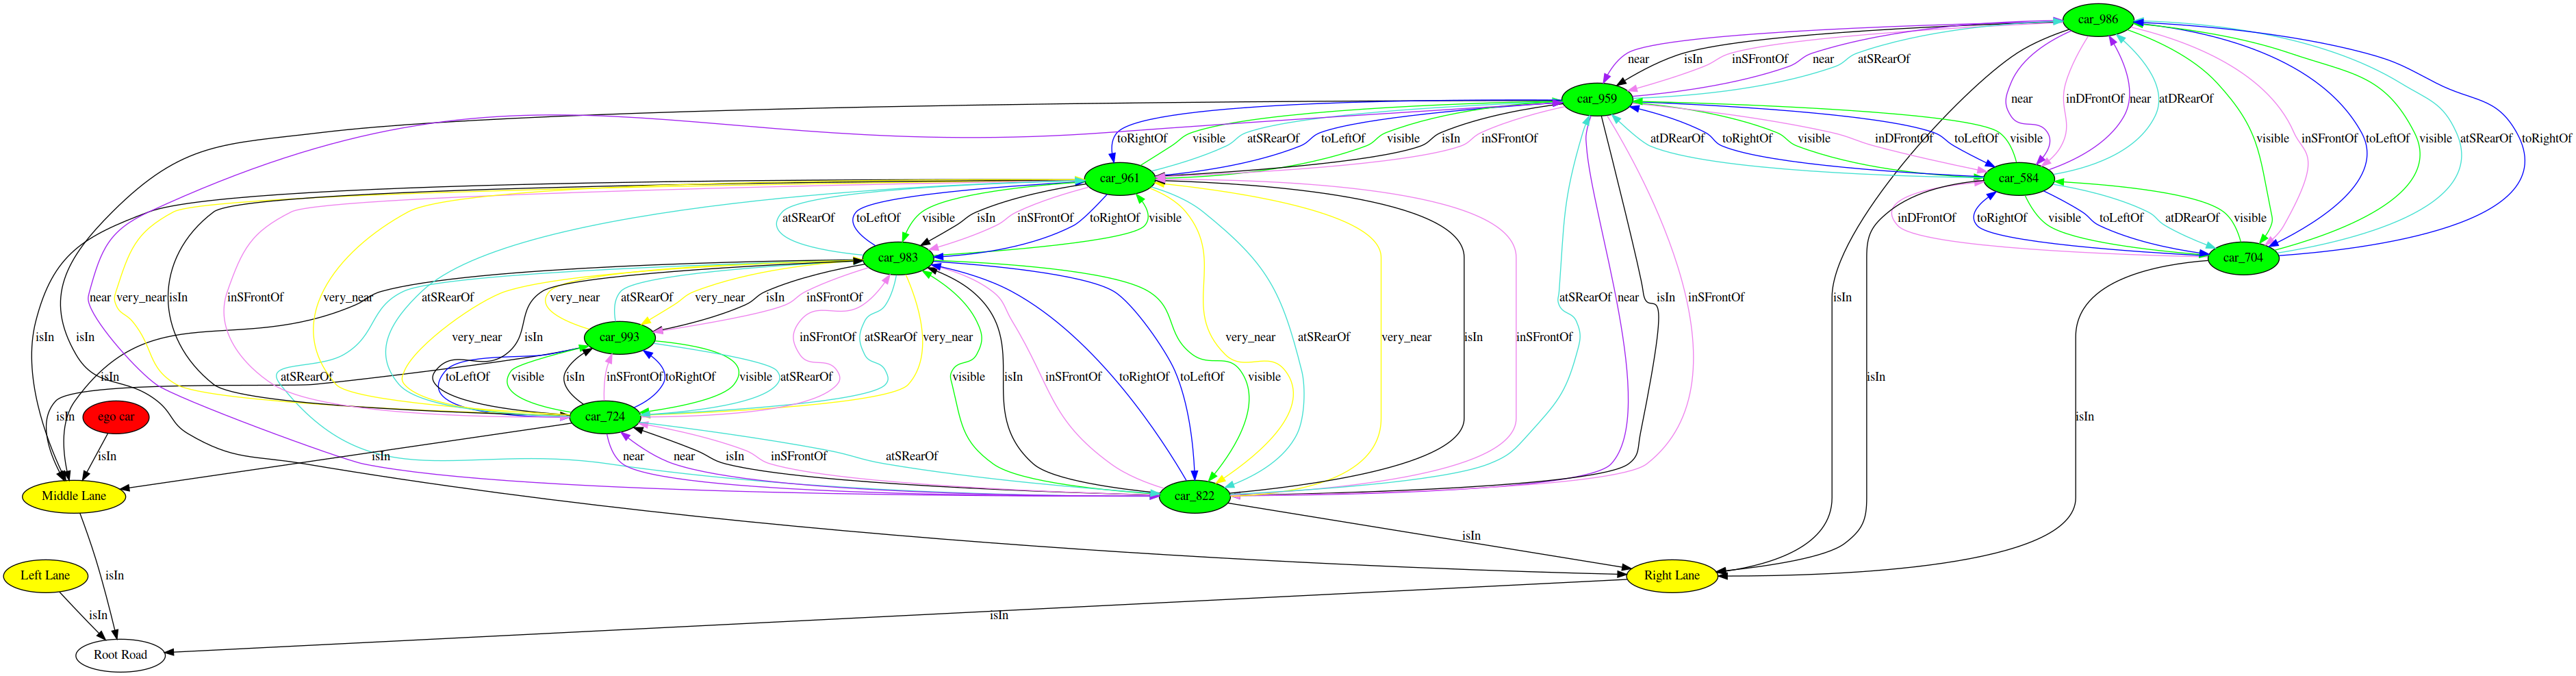 car_986
near isIn inSFrontOf near atSRearOf
car_959
near inDFrontOf near atDRearOf
toRightOf visible atSRearOf toLeftOf visible isIn inSFrontOf atDRearOf toRightOf visible inDFrontOf toLeftOf visible visible inSFrontOf toLeftOf visible atSRearOf toRightOf
car_961 car_584
atSRearOf toLeftOf visible isIn inSFrontOf toRightOf visible inDFrontOf toRightOf visible toLeftOf atDRearOf visible
car_983 car_704
near very_near isIn inSFrontOf very_near atSRearOf very_near atSRearOf very_near isIn inSFrontOf very_near atSRearOf isIn atSRearOf near isIn inSFrontOf isIn
isIn isIn very_near isIn inSFrontOf atSRearOf very_near very_near isIn inSFrontOf
car_993
isIn atSRearOf toLeftOf visible isIn inSFrontOf toRightOf visible atSRearOf visible isIn inSFrontOf toRightOf toLeftOf visible isIn
ego car isIn car_724 isIn
isIn isIn near near isIn inSFrontOf atSRearOf
Middle Lane car_822
isIn
Left Lane isIn Right Lane
isIn isIn
Root Road